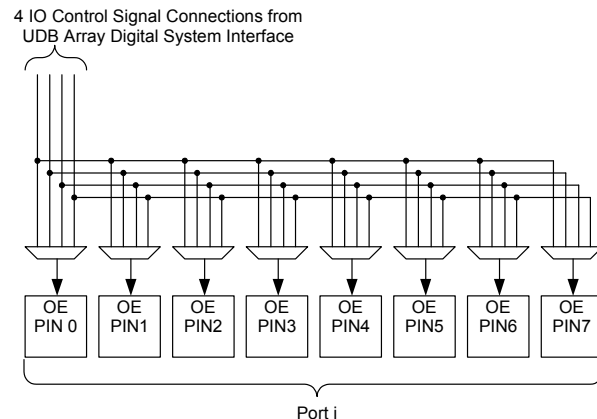 4 IO Control Signal Connections from
UDB Array Digital System Interface
OE
PIN 0
OE
PIN1
OE
PIN2
OE
PIN3
OE
PIN4
OE
PIN5
OE
PIN6
OE
PIN7
Port i